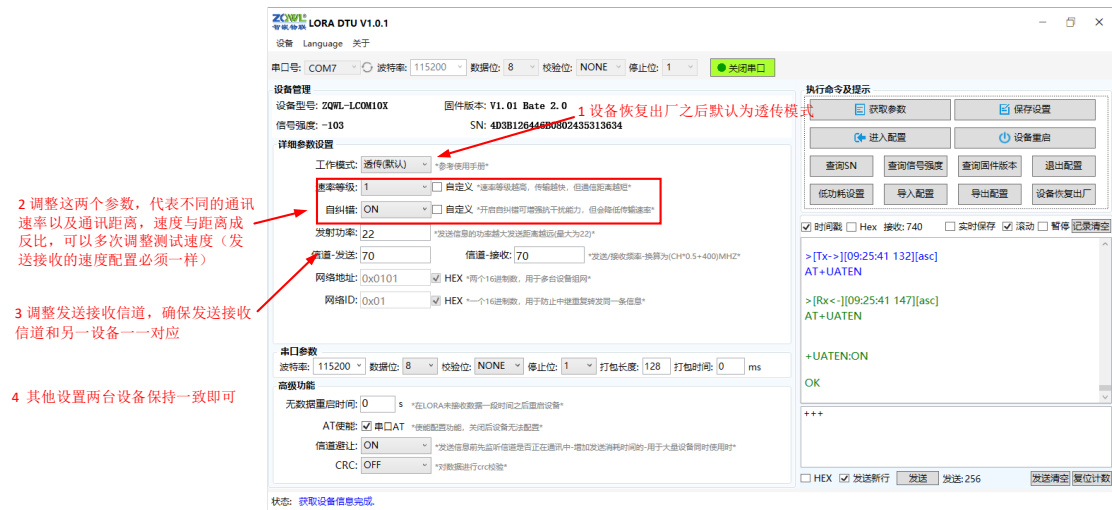 ZQWL 智嵌物联 LORA DTU V1.0.1
设备 Language 关于
串口号: COM7 波特率: 115200 数据位: 8 校验位: NONE 停止位: 1 关闭串口
设备管理
设备型号: ZQWL-LCOM10X 固件版本: V1.01 Bate 2.0
信号强度: -103 SN: 4D3B126446B0802435313634
1 设备恢复出厂之后默认为透传模式
详细参数设置
工作模式: 透传(默认) *参考使用手册*
速率等级: 1 自定义 *速率等级越高，传输越快，但通信距离越短*
自纠错: ON 自定义 *开启自纠错可增强抗干扰能力，但会降低传输速率*
发射功率: 22 *发送信息的功率越大发送距离越远(最大为22)*
信道-发送: 70 信道-接收: 70 *发送/接收频率-换算为(CH*0.5+400)MHZ*
网络地址: 0x0101 HEX *两个16进制数，用于多台设备组网*
网络ID: 0x01 HEX *一个16进制数，用于防止中继重复转发同一条信息*
2 调整这两个参数，代表不同的通讯
速率以及通讯距离，速度与距离成
反比，可以多次调整测试速度（发
送接收的速度配置必须一样）
3 调整发送接收信道，确保发送接收
信道和另一设备一一对应
4 其他设置两台设备保持一致即可
串口参数
波特率: 115200 数据位: 8 校验位: NONE 停止位: 1 打包长度: 128 打包时间: 0 ms
高级功能
无数据重启时间: 0 s *在LORA未接收数据一段时间之后重启设备*
AT使能: 串口AT *使能配置功能，关闭后设备无法配置*
信道避让: ON *发送信息前先监听信道是否正在通讯中-增加发送消耗时间的-用于大量设备同时使用时*
CRC: OFF *对数据进行crc校验*
状态: 获取设备信息完成.
执行命令及提示
获取参数 保存设置
进入配置 设备重启
查询SN 查询信号强度 查询固件版本 退出配置
低功耗设置 导入配置 导出配置 设备恢复出厂
时间戳 Hex 接收: 740 实时保存 滚动 暂停 记录清空
>[Tx->][09:25:41 132][asc]
AT+UATEN
>[Rx<-][09:25:41 147][asc]
AT+UATEN
+UATEN:ON
OK
+++
HEX 发送新行 发送 发送: 256 发送清空 复位计数